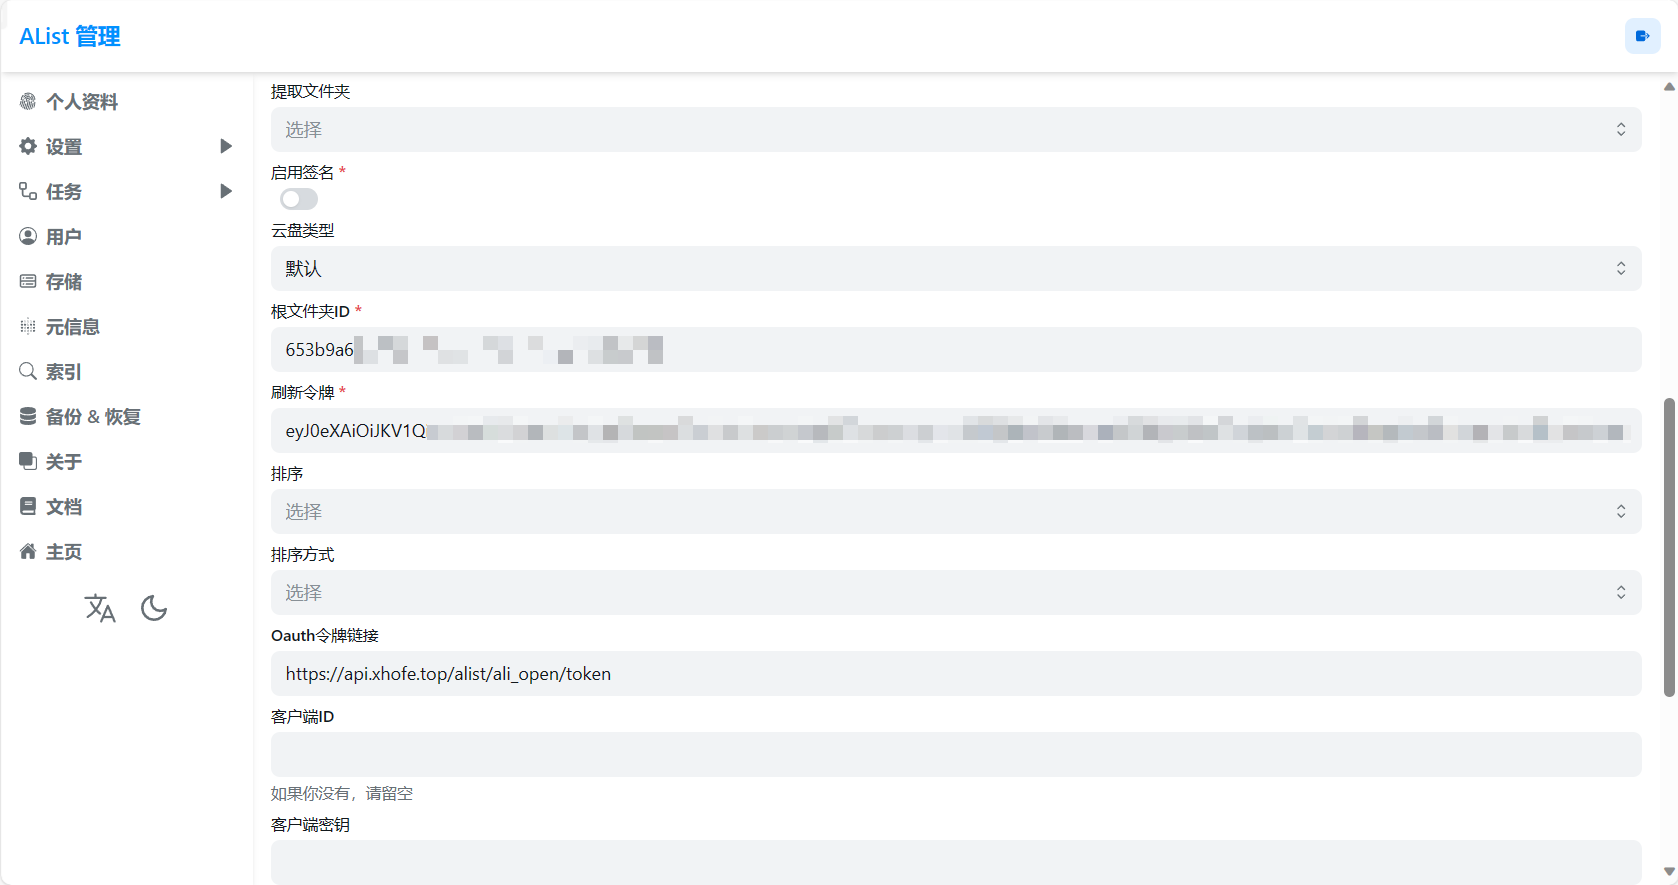 AList 管理
个人资料
设置
任务
用户
存储
元信息
索引
备份 & 恢复
关于
文档
主页
提取文件夹
选择
启用签名 *
云盘类型
默认
根文件夹ID *
653b9a6
刷新令牌 *
eyJ0eXAiOiJKV1Q
排序
选择
排序方式
选择
Oauth令牌链接
https://api.xhofe.top/alist/ali_open/token
客户端ID
如果你没有，请留空
客户端密钥